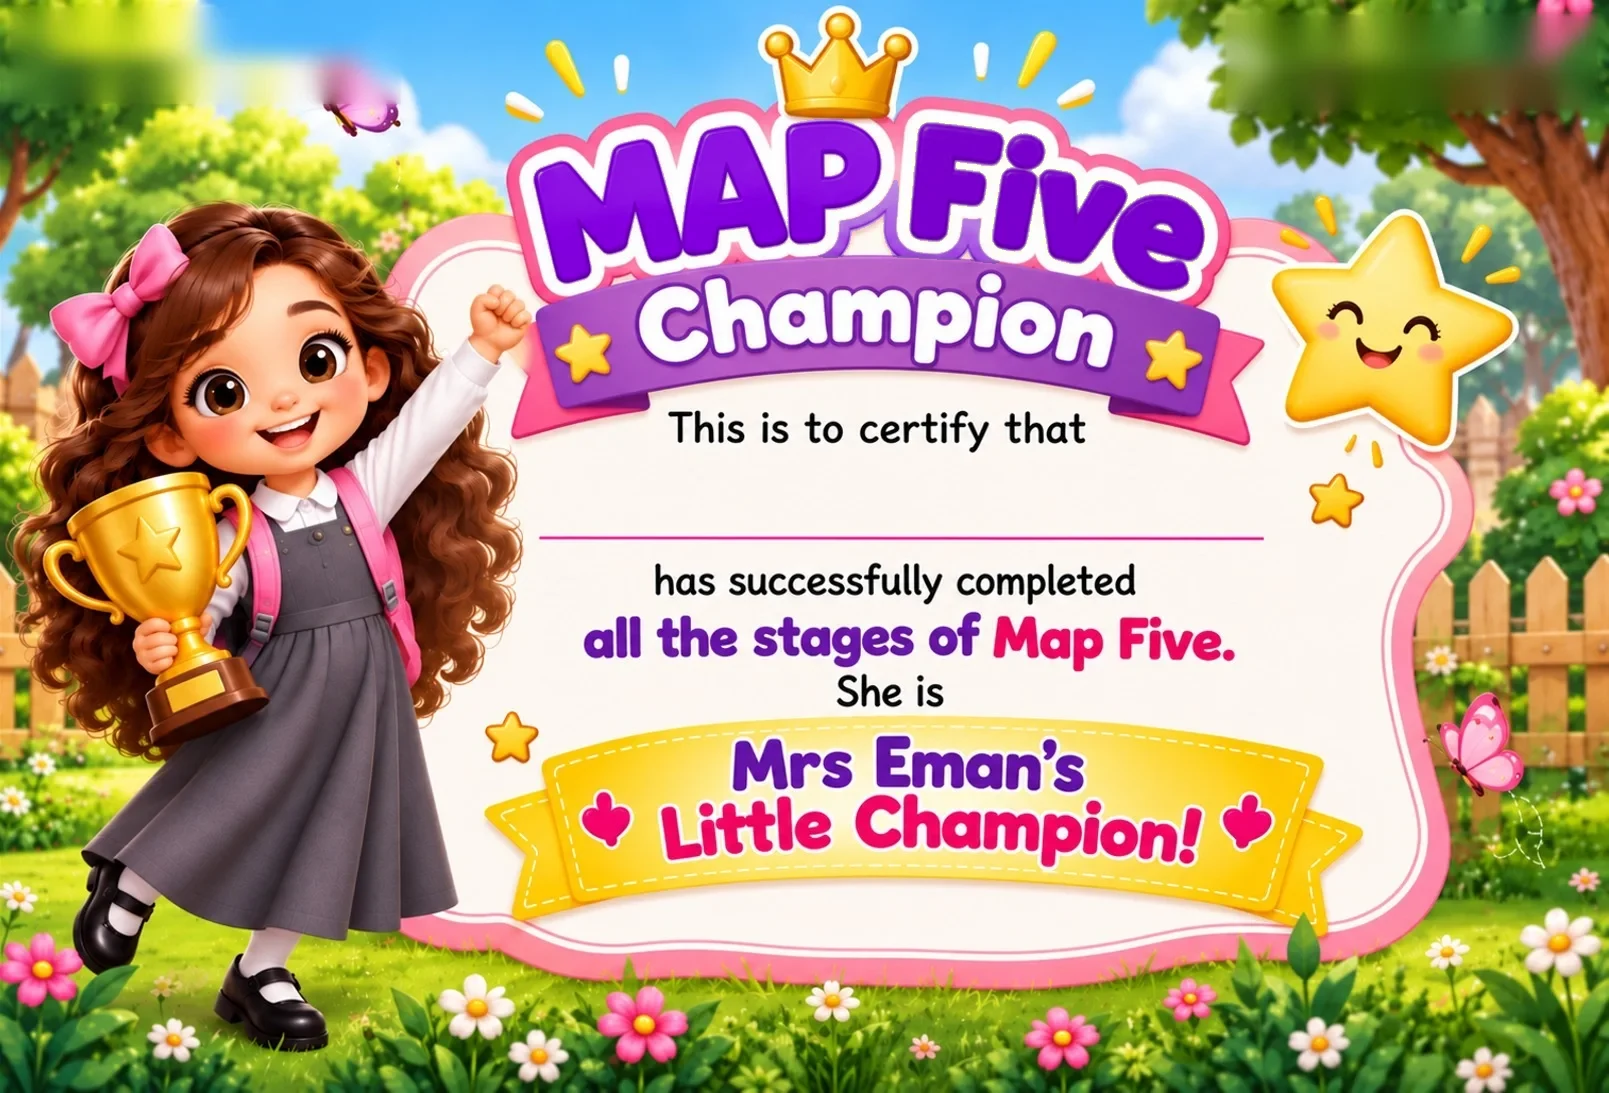 MAP Five
Champion
This is to certify that
has successfully completed
all the stages of Map Five.
She is
Mrs Eman's
Little Champion!